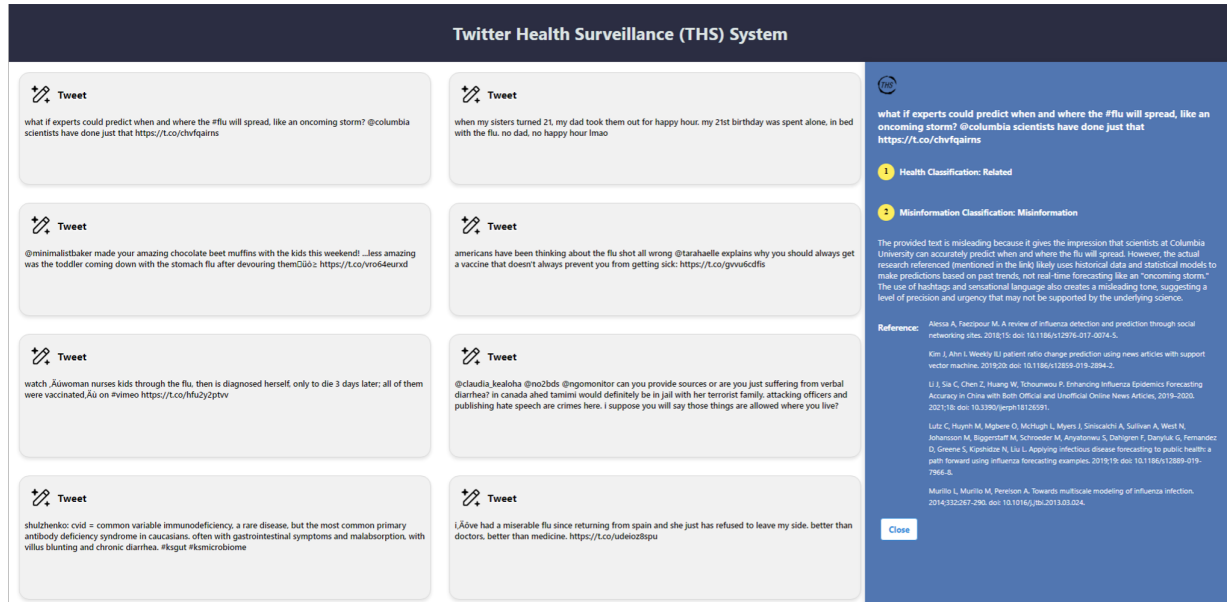 Twitter Health Surveillance (THS) System
Tweet
what if experts could predict when and where the #flu will spread, like an oncoming storm? @columbia
scientists have done just that https://t.co/chvfqairns
Tweet
when my sisters turned 21, my dad took them out for happy hour. my 21st birthday was spent alone, in bed
with the flu. no dad, no happy hour lmao
Tweet
@minimalistbaker made your amazing chocolate beet muffins with the kids this weekend! ...less amazing
was the toddler coming down with the stomach flu after devouring them□üó≥ https://t.co/vro64eurxd
Tweet
americans have been thinking about the flu shot all wrong @tarahaelle explains why you should always get
a vaccine that doesn't always prevent you from getting sick: https://t.co/gvvu6cdfis
Tweet
watch ‚Äúwoman nurses kids through the flu, then is diagnosed herself, only to die 3 days later; all of them
were vaccinated‚Äù on #vimeo https://t.co/hfu2y2ptvv
Tweet
@claudia_kealoha @no2bds @ngomonitor can you provide sources or are you just suffering from verbal
diarrhea? in canada ahed tamimi would definitely be in jail with her terrorist family. attacking officers and
publishing hate speech are crimes here. i suppose you will say those things are allowed where you live?
Tweet
shulzhenko: cvid = common variable immunodeficiency, a rare disease, but the most common primary
antibody deficiency syndrome in caucasians. often with gastrointestinal symptoms and malabsorption, with
villus blunting and chronic diarrhea. #ksgut #ksmicrobiome
Tweet
i‚Äôve had a miserable flu since returning from spain and she just has refused to leave my side. better than
doctors, better than medicine. https://t.co/udeioz8spu
THS
what if experts could predict when and where the #flu will spread, like an
oncoming storm? @columbia scientists have done just that
https://t.co/chvfqairns
1 Health Classification: Related
2 Misinformation Classification: Misinformation
The provided text is misleading because it gives the impression that scientists at Columbia
University can accurately predict when and where the flu will spread. However, the actual
research referenced (mentioned in the link) likely uses historical data and statistical models to
make predictions based on past trends, not real-time forecasting like an "oncoming storm."
The use of hashtags and sensational language also creates a misleading tone, suggesting a
level of precision and urgency that may not be supported by the underlying science.
Reference:
Alessa A, Faezipour M. A review of influenza detection and prediction through social
networking sites. 2018;15: doi: 10.1186/s12976-017-0074-5.
Kim J, Ahn I. Weekly ILI patient ratio change prediction using news articles with support
vector machine. 2019;20: doi: 10.1186/s12859-019-2894-2.
Li J, Sia C, Chen Z, Huang W, Tchounwou P. Enhancing Influenza Epidemics Forecasting
Accuracy in China with Both Official and Unofficial Online News Articles, 2019–2020.
2021;18: doi: 10.3390/ijerph18126591.
Lutz C, Huynh M, Mgbere O, McHugh L, Myers J, Siniscalchi A, Sullivan A, West N,
Johansson M, Biggerstaff M, Schroeder M, Anyatonwu S, Dahlgren F, Danyluk G, Fernandez
D, Greene S, Kipshidze N, Liu L. Applying infectious disease forecasting to public health: a
path forward using influenza forecasting examples. 2019;19: doi: 10.1186/s12889-019-
7966-8.
Murillo L, Murillo M, Perelson A. Towards multiscale modeling of influenza infection.
2014;332:267-290. doi: 10.1016/j.jtbi.2013.03.024.
Close